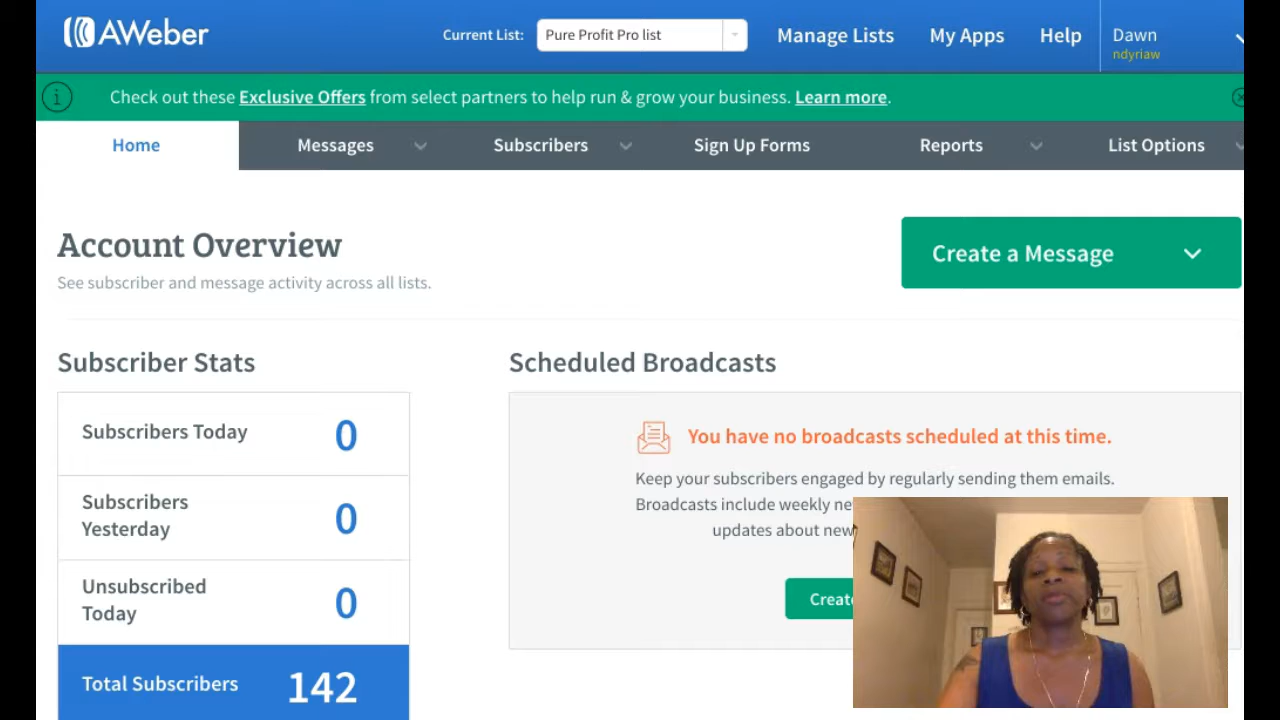 AWeber
Current List: Pure Profit Pro list
Manage Lists
My Apps
Help
Dawn
ndyriaw
Check out these Exclusive Offers from select partners to help run & grow your business. Learn more.
Home
Messages
Subscribers
Sign Up Forms
Reports
List Options
Account Overview
See subscriber and message activity across all lists.
Create a Message
Subscriber Stats
Subscribers Today 0
Subscribers
Yesterday 0
Unsubscribed
Today 0
Total Subscribers 142
Scheduled Broadcasts
You have no broadcasts scheduled at this time.
Keep your subscribers engaged by regularly sending them emails.
Broadcasts include weekly
updates about new